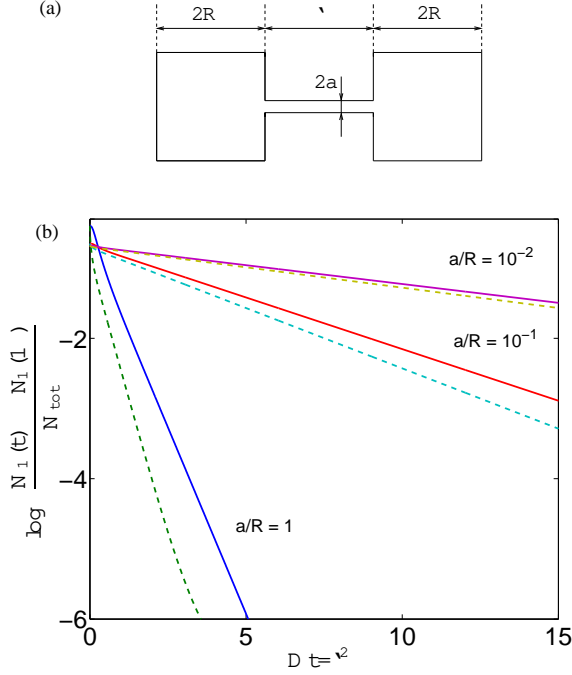 (a)
2R
`
2R
2a
(b)
a/R = 10⁻²
a/R = 10⁻¹
a/R = 1
log N₁(t) N₁(1) / N_tot
−2
−4
−6
0
5
10
15
D t=`²